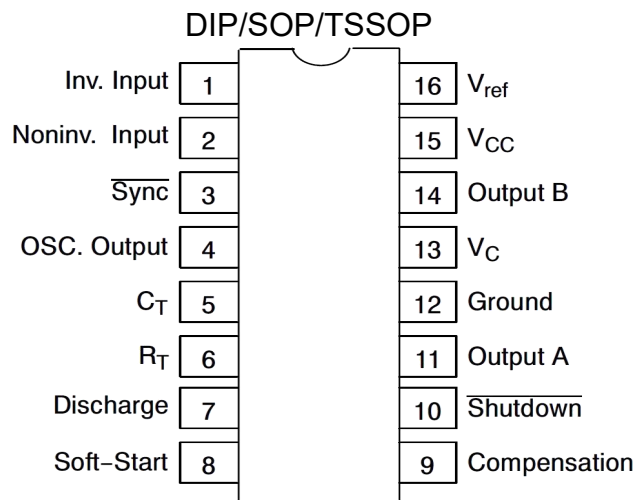 DIP/SOP/TSSOP
Inv. Input 1 16 Vref
Noninv. Input 2 15 VCC
Sync 3 14 Output B
OSC. Output 4 13 VC
CT 5 12 Ground
RT 6 11 Output A
Discharge 7 10 Shutdown
Soft−Start 8 9 Compensation